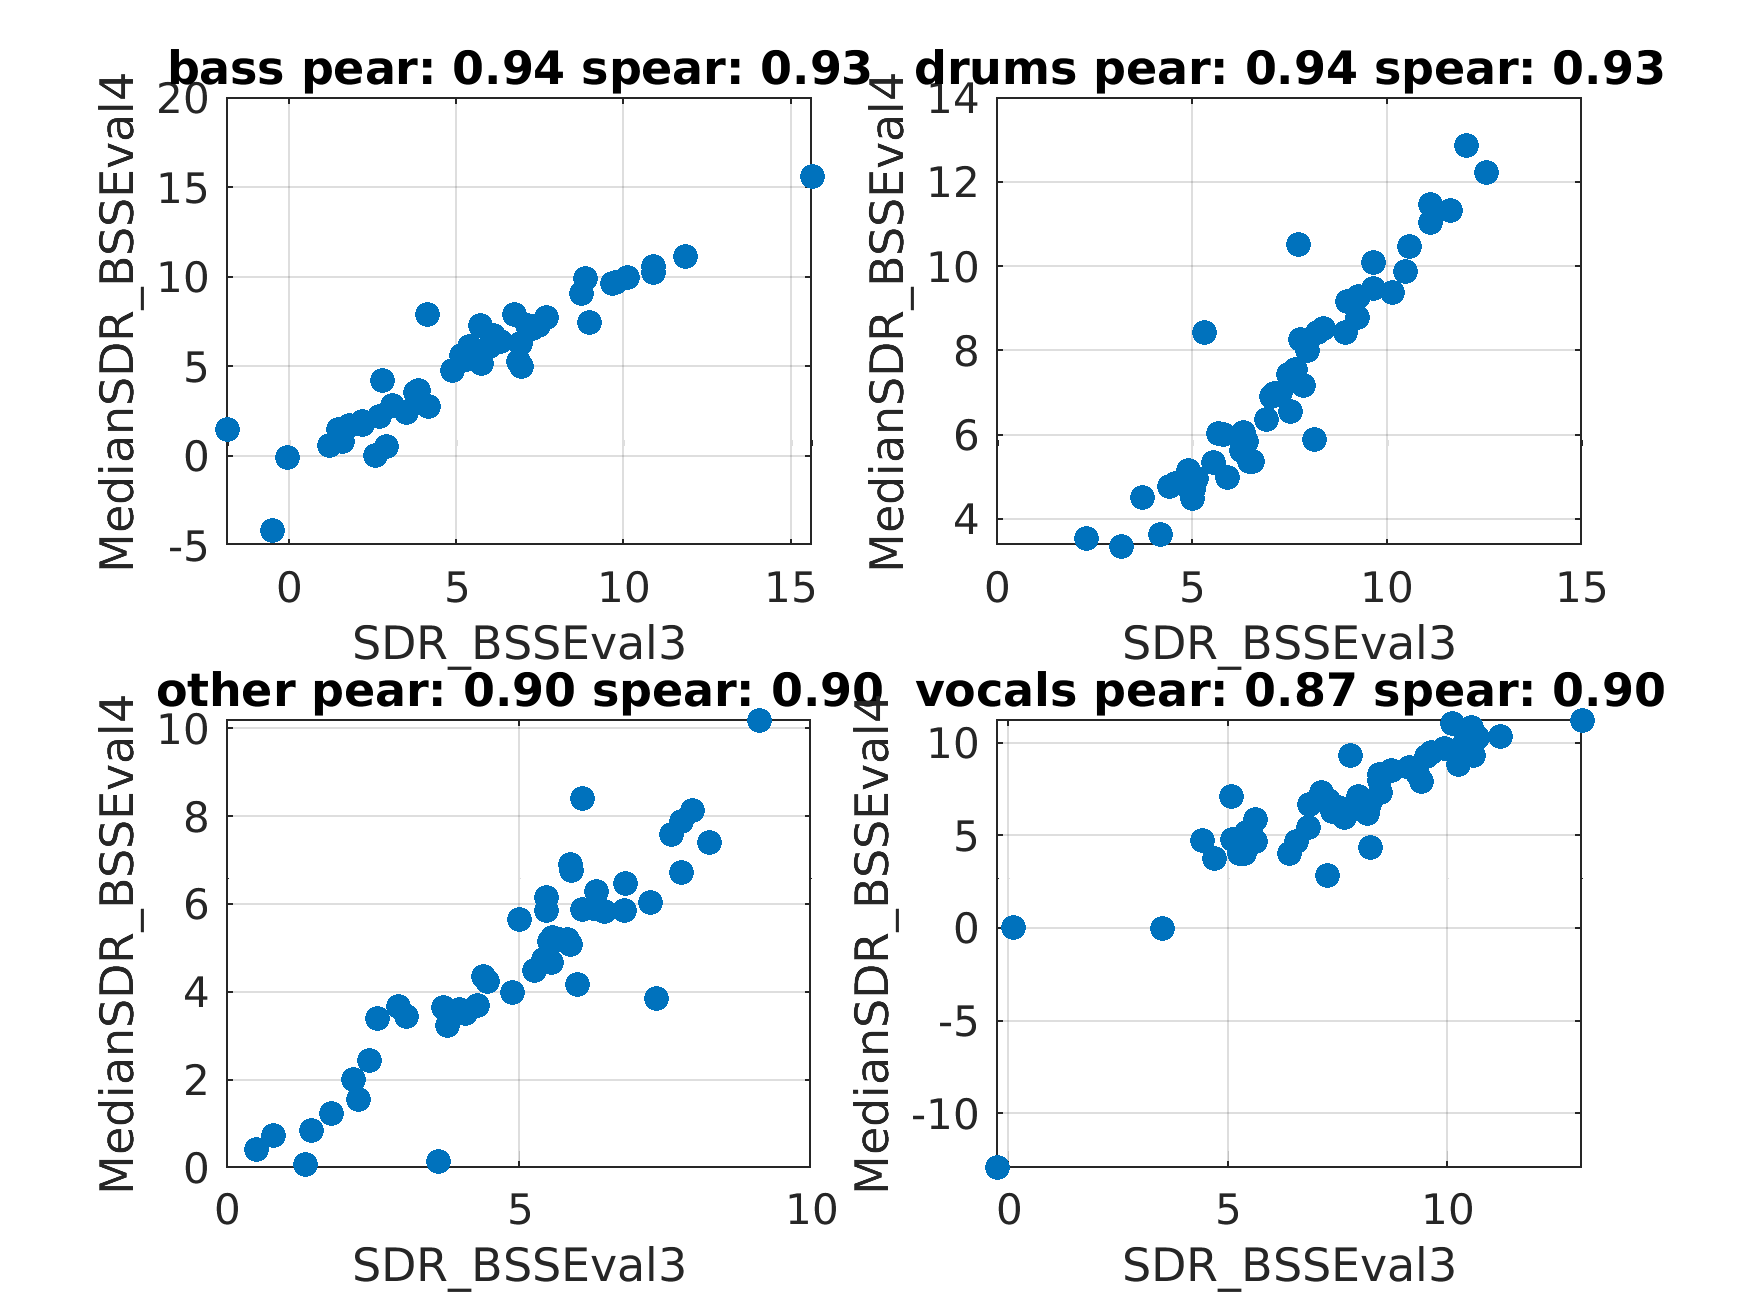 bass pear: 0.94 spear: 0.93
MedianSDR_BSSEval4
20
15
10
5
0
-5
0 5 10 15
SDR_BSSEval3
drums pear: 0.94 spear: 0.93
MedianSDR_BSSEval4
14
12
10
8
6
4
0 5 10 15
SDR_BSSEval3
other pear: 0.90 spear: 0.90
MedianSDR_BSSEval4
10
8
6
4
2
0
0 5 10
SDR_BSSEval3
vocals pear: 0.87 spear: 0.90
MedianSDR_BSSEval4
10
5
0
-5
-10
0 5 10
SDR_BSSEval3